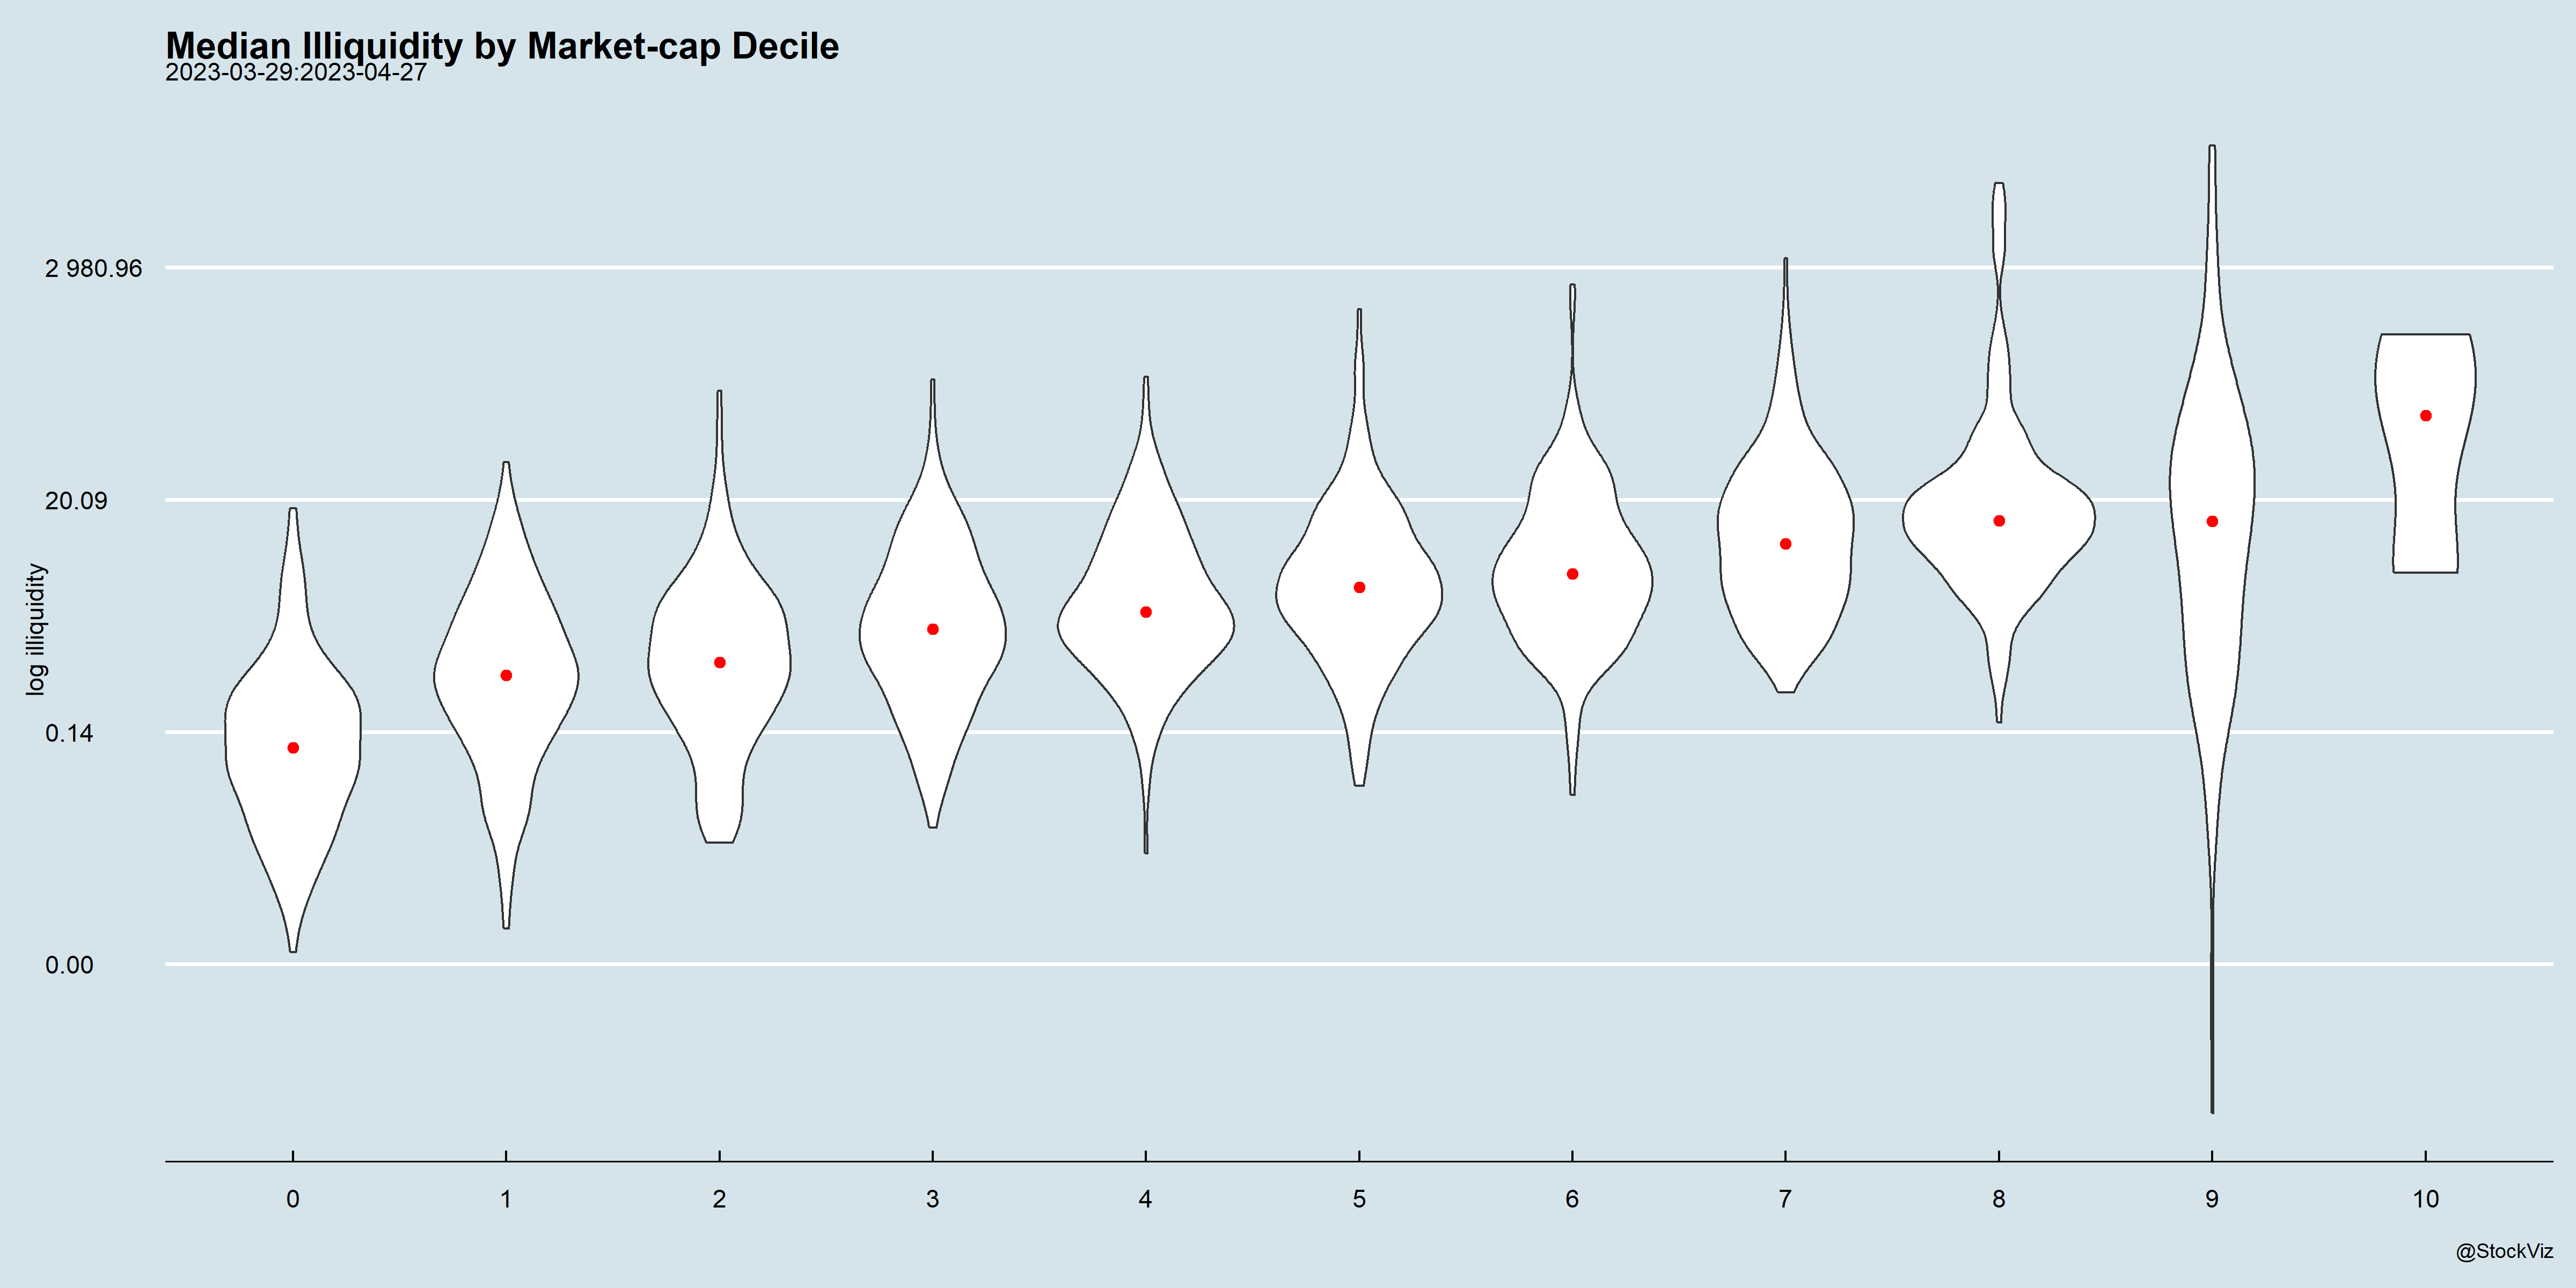 Median Illiquidity by Market-cap Decile
2023-03-29:2023-04-27
log illiquidity
2 980.96
20.09
0.14
0.00
0 1 2 3 4 5 6 7 8 9 10
@StockViz